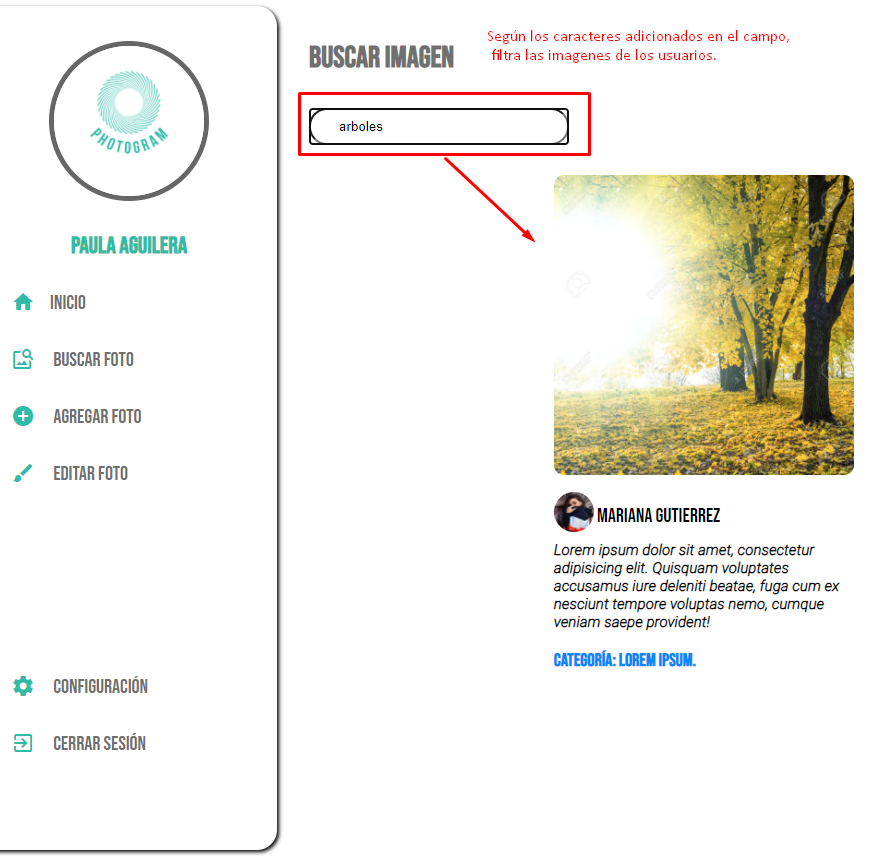 PHOTOGRAM
PAULA AGUILERA
INICIO
BUSCAR FOTO
AGREGAR FOTO
EDITAR FOTO
CONFIGURACIÓN
CERRAR SESIÓN
BUSCAR IMAGEN
Según los caracteres adicionados en el campo,
filtra las imagenes de los usuarios.
arboles
MARIANA GUTIERREZ
Lorem ipsum dolor sit amet, consectetur
adipisicing elit. Quisquam voluptates
accusamus iure deleniti beatae, fuga cum ex
nesciunt tempore voluptas nemo, cumque
veniam saepe provident!
CATEGORÍA: LOREM IPSUM.